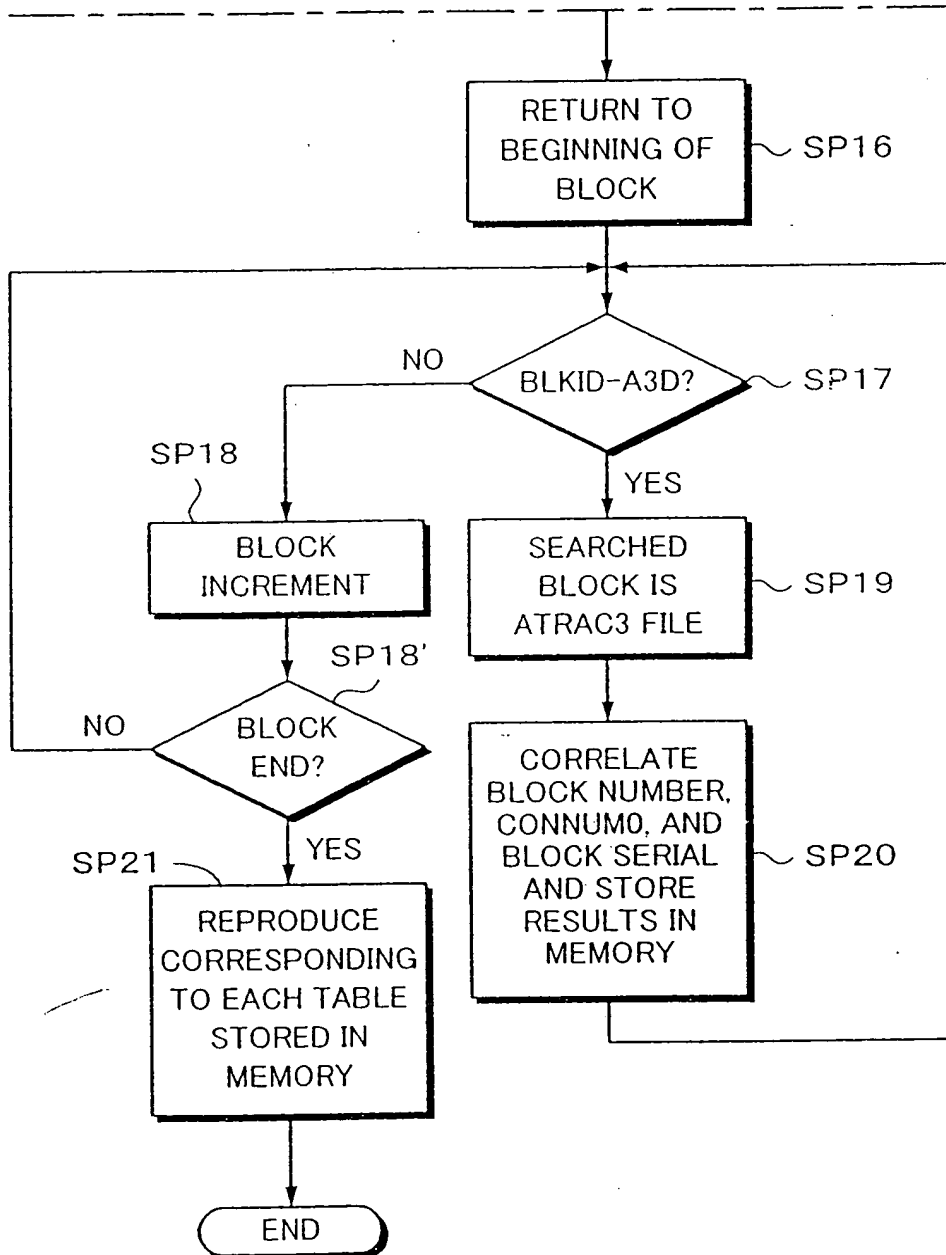 RETURN TO
BEGINNING OF
BLOCK
SP16
NO
BLKID-A3D?
SP17
SP18
YES
BLOCK
INCREMENT
SEARCHED
BLOCK IS
ATRAC3 FILE
SP19
SP18'
NO
BLOCK
END?
CORRELATE
BLOCK NUMBER,
CONNUM0, AND
BLOCK SERIAL
AND STORE
RESULTS IN
MEMORY
SP20
YES
SP21
REPRODUCE
CORRESPONDING
TO EACH TABLE
STORED IN
MEMORY
END